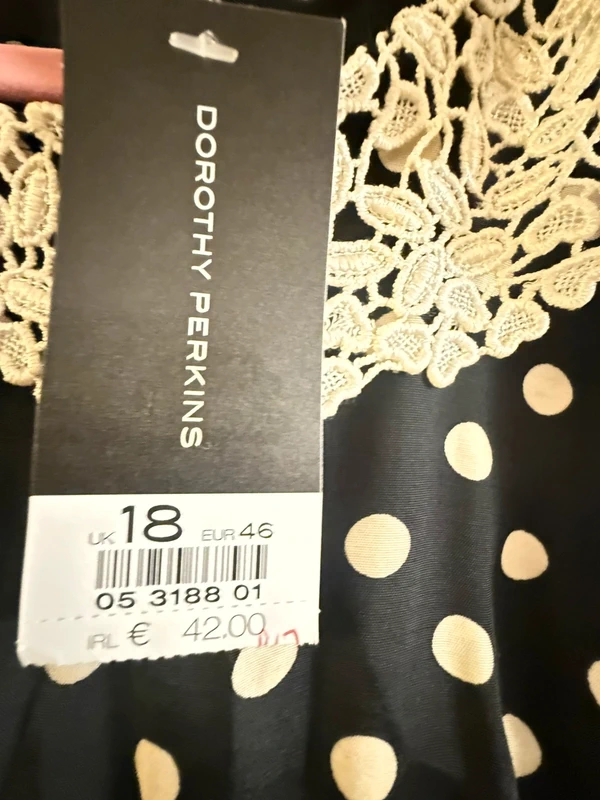 DOROTHY PERKINS
UK 18 EUR 46
05 3188 01
IRL € 42.00